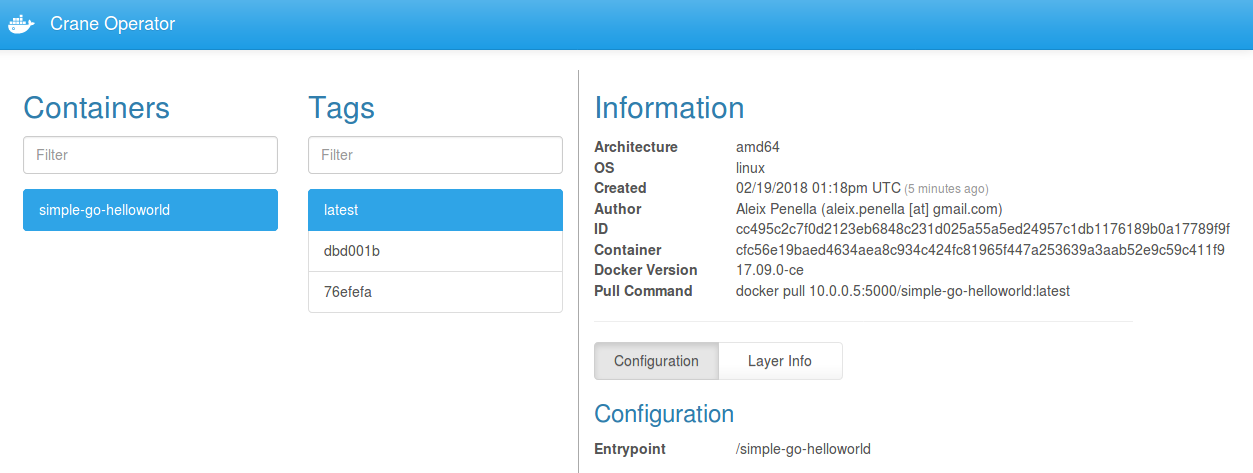 Crane Operator
Containers
Filter
simple-go-helloworld
Tags
Filter
latest
dbd001b
76efefa
Information
Architecture amd64
OS linux
Created 02/19/2018 01:18pm UTC (5 minutes ago)
Author Aleix Penella (aleix.penella [at] gmail.com)
ID cc495c2c7f0d2123eb6848c231d025a55a5ed24957c1db1176189b0a17789f9f
Container cfc56e19baed4634aea8c934c424fc81965f447a253639a3aab52e9c59c411f9
Docker Version 17.09.0-ce
Pull Command docker pull 10.0.0.5:5000/simple-go-helloworld:latest
Configuration Layer Info
Configuration
Entrypoint /simple-go-helloworld